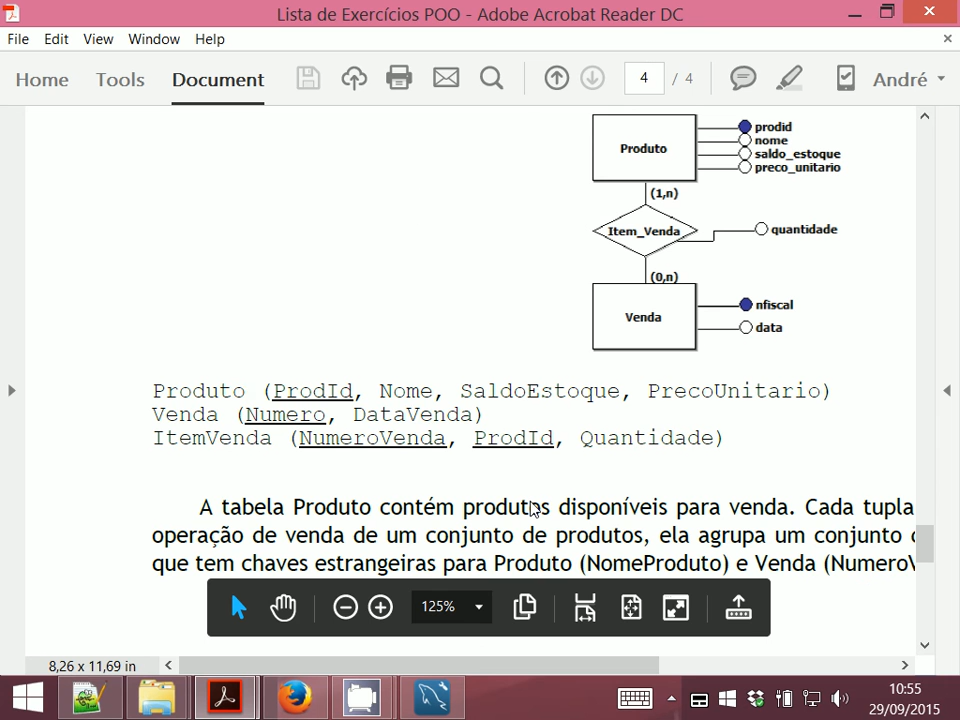 Lista de Exercícios POO - Adobe Acrobat Reader DC
File Edit View Window Help
Home Tools Document 4 / 4 André
prodid
nome
saldo_estoque
preco_unitario
Produto
(1,n)
Item_Venda
quantidade
(0,n)
Venda
nfiscal
data
Produto (ProdId, Nome, SaldoEstoque, PrecoUnitario)
Venda (Numero, DataVenda)
ItemVenda (NumeroVenda, ProdId, Quantidade)
A tabela Produto contém produtos disponíveis para venda. Cada tupla
operação de venda de um conjunto de produtos, ela agrupa um conjunto
que tem chaves estrangeiras para Produto (NomeProduto) e Venda (NumeroV
125%
8,26 x 11,69 in
10:55
29/09/2015